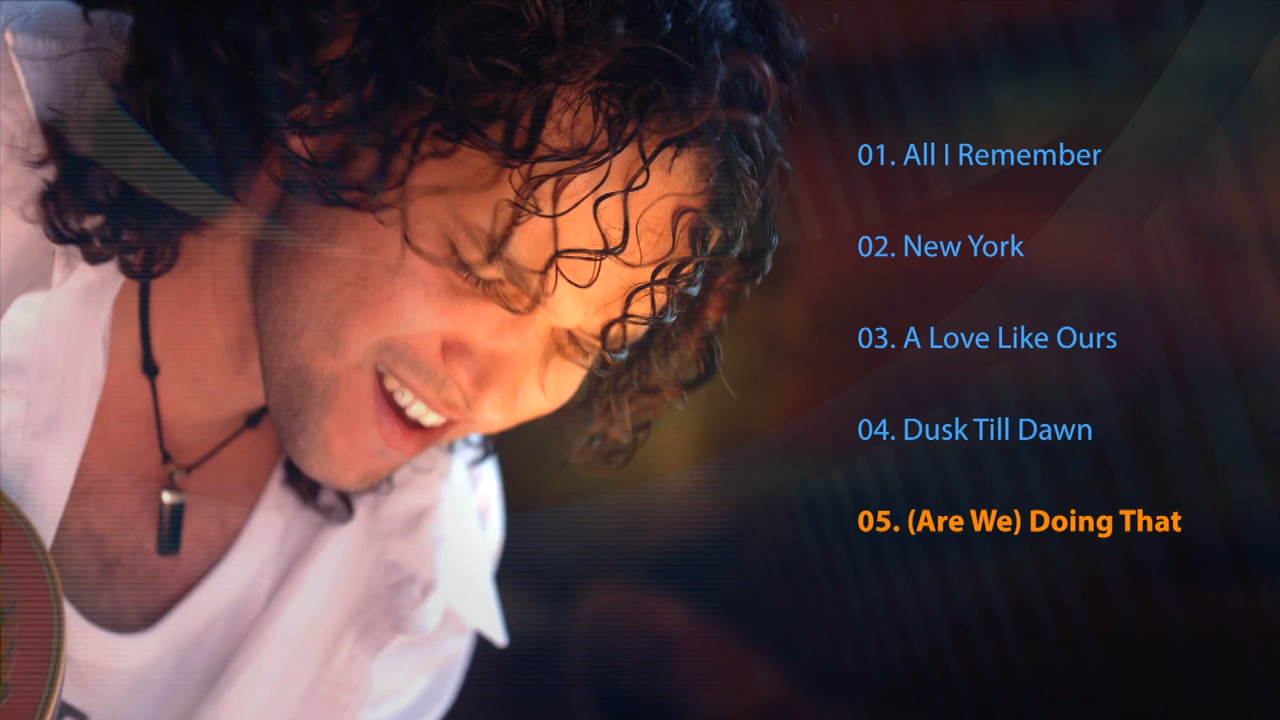 01. All I Remember
02. New York
03. A Love Like Ours
04. Dusk Till Dawn
05. (Are We) Doing That